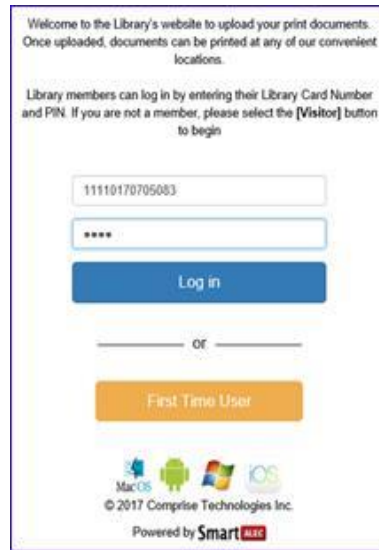 Welcome to the Library's website to upload your print documents.
Once uploaded, documents can be printed at any of our convenient
locations.
Library members can log in by entering their Library Card Number
and PIN. If you are not a member, please select the [Visitor] button
to begin
11110170705083
••••
Log in
or
First Time User
MacOS iOS
© 2017 Comprise Technologies Inc.
Powered by Smart ALEC